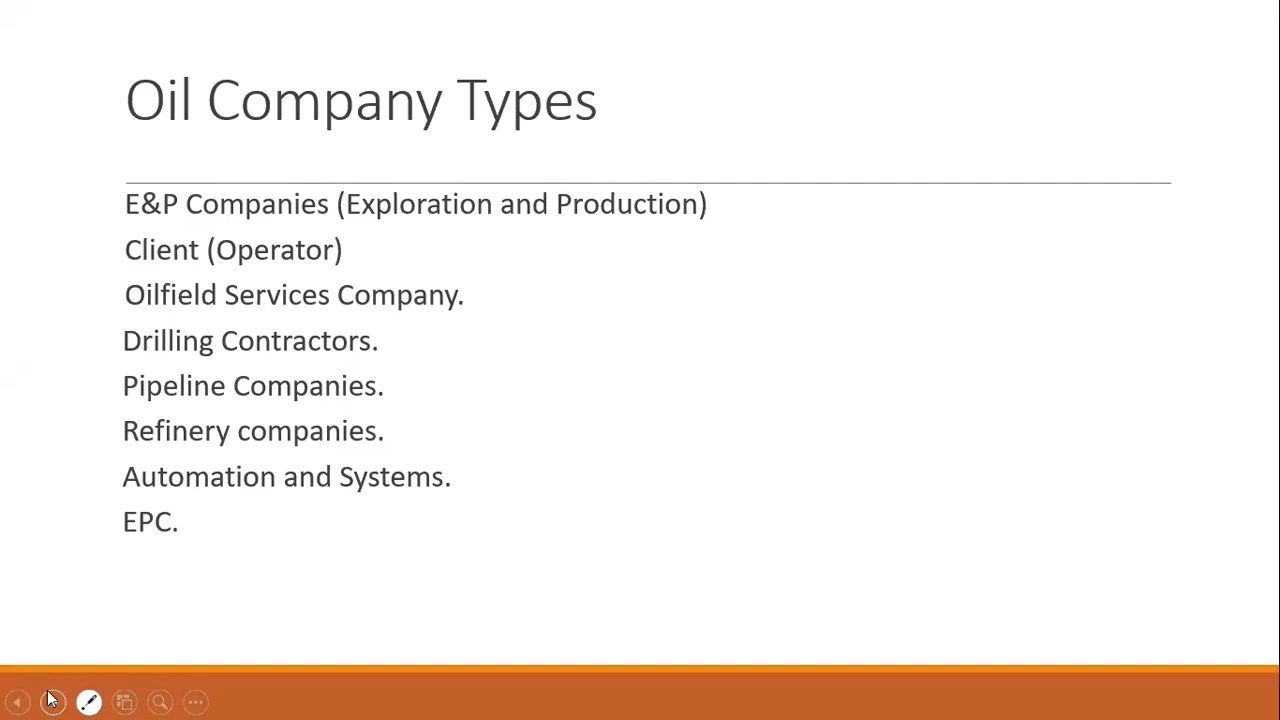 Oil Company Types
E&P Companies (Exploration and Production)
Client (Operator)
Oilfield Services Company.
Drilling Contractors.
Pipeline Companies.
Refinery companies.
Automation and Systems.
EPC.